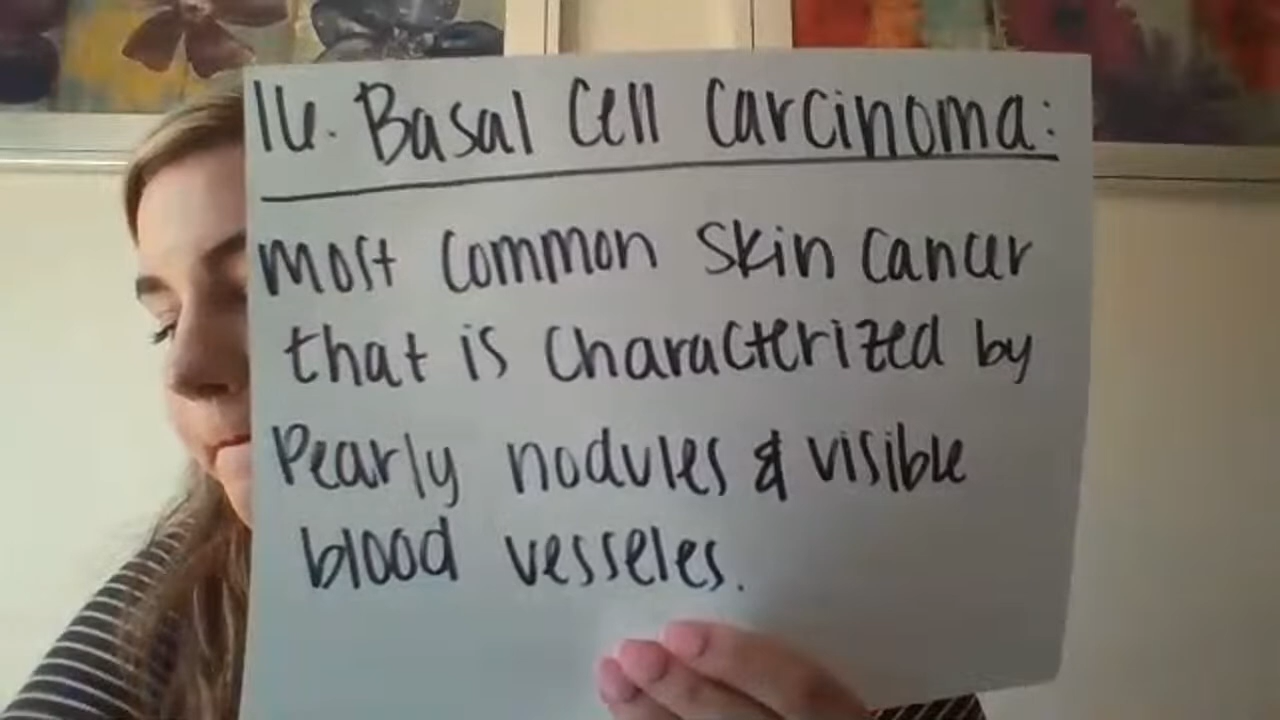 16. Basal Cell Carcinoma:
Most Common Skin Cancer
that is characterized by
Pearly nodules & visible
blood vesseles.